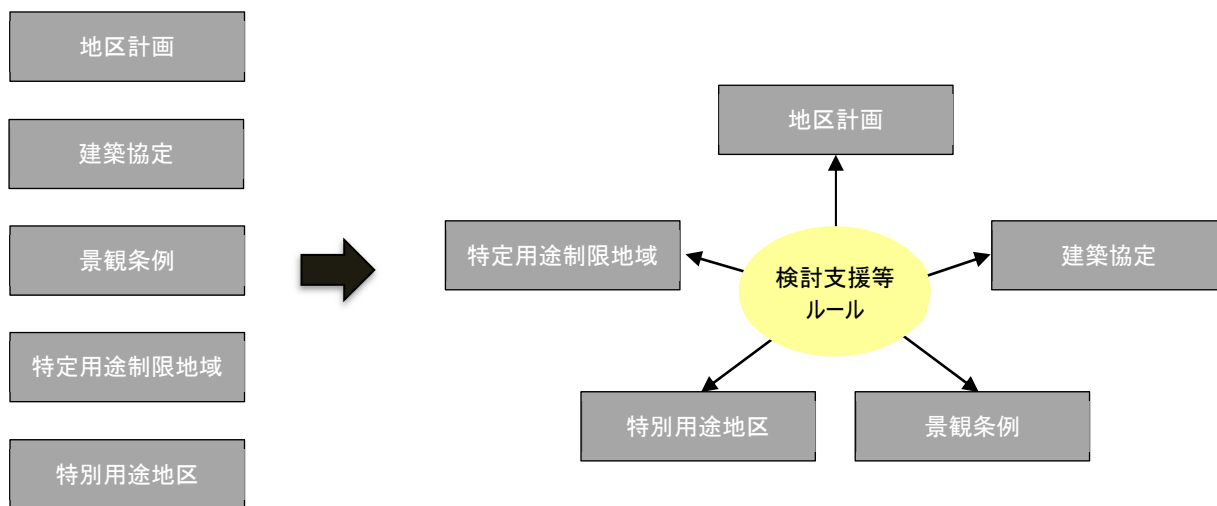 地区計画
建築協定
景観条例
特定用途制限地域
特別用途地区
地区計画
特定用途制限地域
建築協定
検討支援等
ルール
特別用途地区
景観条例